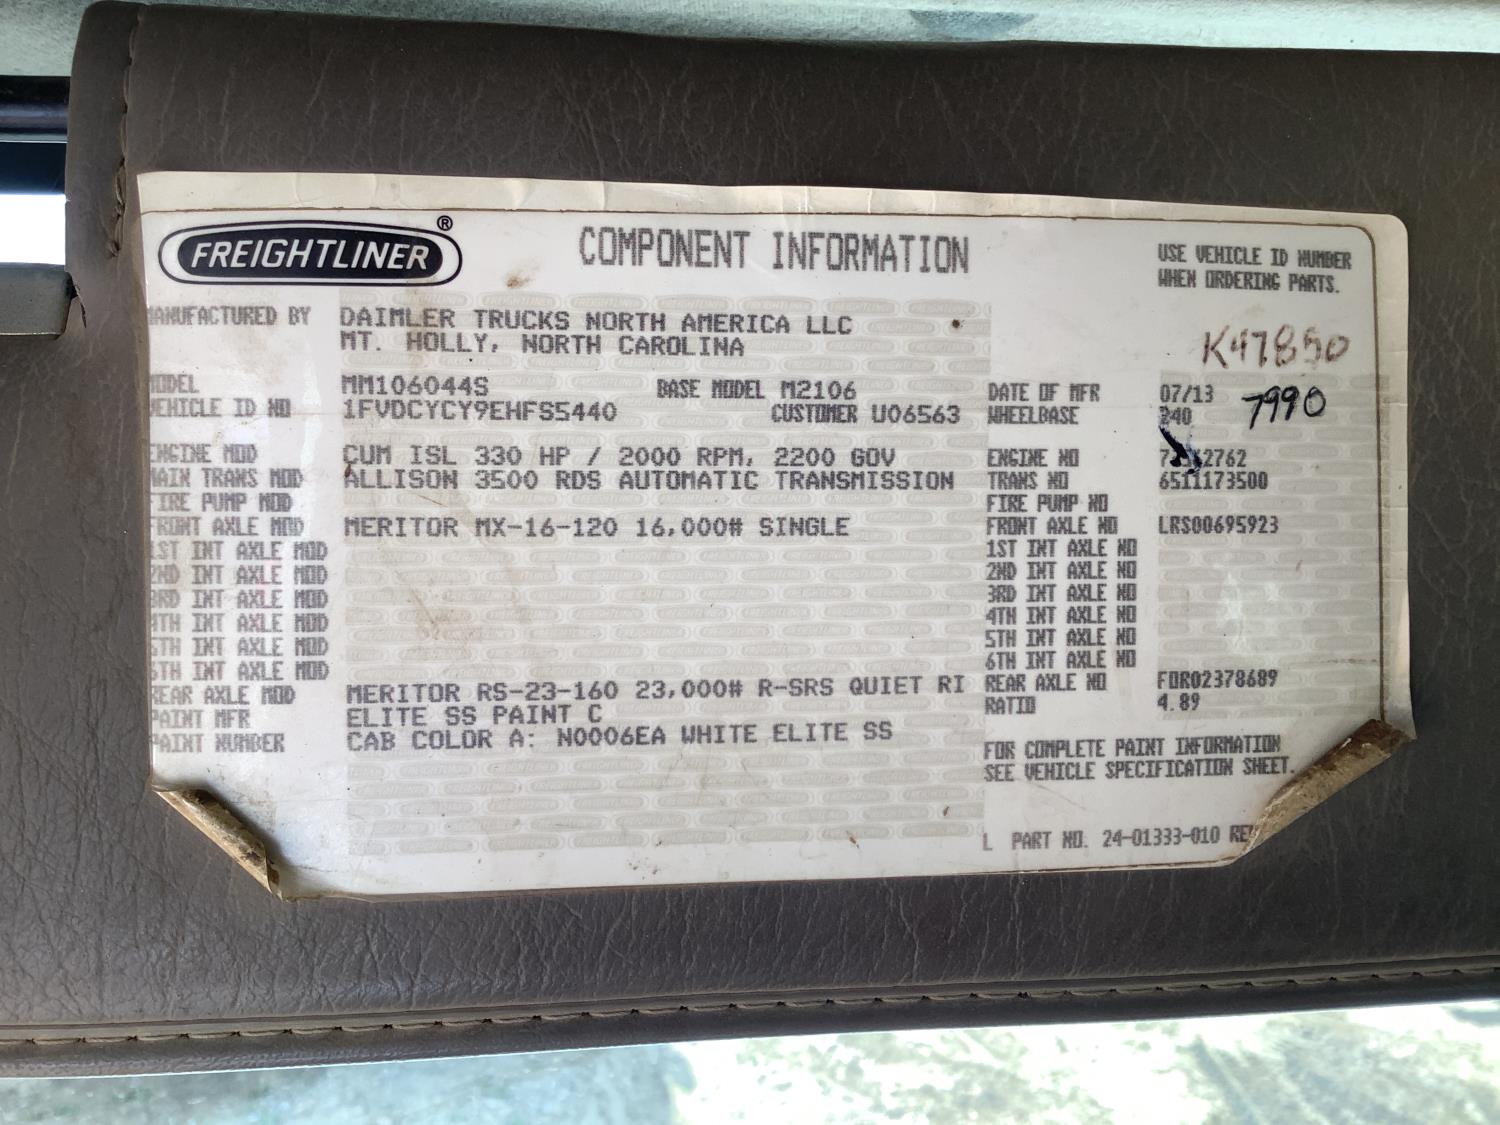 FREIGHTLINER®
COMPONENT INFORMATION
USE VEHICLE ID NUMBER
WHEN ORDERING PARTS.
MANUFACTURED BY DAIMLER TRUCKS NORTH AMERICA LLC
MT. HOLLY, NORTH CAROLINA
K47850
MODEL MM106044S BASE MODEL M2106 DATE OF MFR 07/13
VEHICLE ID NO 1FVDCYCY9EHFS5440 CUSTOMER U06563 WHEELBASE 240 7990
ENGINE MOD CUM ISL 330 HP / 2000 RPM, 2200 GOV ENGINE NO
MAIN TRANS MOD ALLISON 3500 RDS AUTOMATIC TRANSMISSION TRANS NO 6511173500
FIRE PUMP MOD FIRE PUMP NO
FRONT AXLE MOD MERITOR MX-16-120 16,000# SINGLE FRONT AXLE NO LRS00695923
1ST INT AXLE MOD 1ST INT AXLE NO
2ND INT AXLE MOD 2ND INT AXLE NO
3RD INT AXLE MOD 3RD INT AXLE NO
4TH INT AXLE MOD 4TH INT AXLE NO
5TH INT AXLE MOD 5TH INT AXLE NO
6TH INT AXLE MOD 6TH INT AXLE NO
REAR AXLE MOD MERITOR RS-23-160 23,000# R-SRS QUIET RI REAR AXLE NO FOR02378689
PAINT MFR ELITE SS PAINT C RATIO 4.89
PAINT NUMBER CAB COLOR A: N0006EA WHITE ELITE SS
FOR COMPLETE PAINT INFORMATION
SEE VEHICLE SPECIFICATION SHEET.
PART NO. 24-01333-010